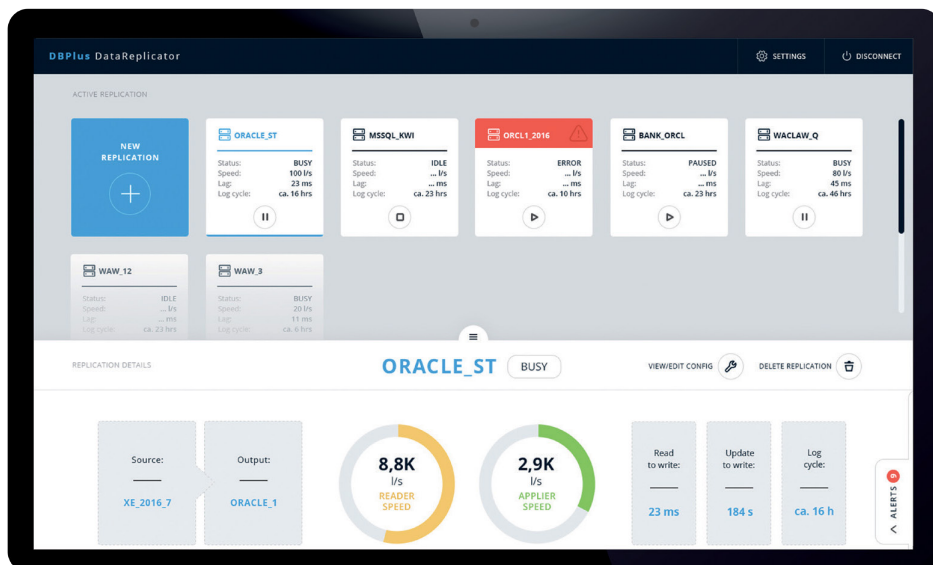 DBPlus DataReplicator
SETTINGS
DISCONNECT
ACTIVE REPLICATION
NEW
REPLICATION
ORACLE_ST
Status: BUSY
Speed: 100 l/s
Lag: 23 ms
Log cycle: ca. 16 hrs
MSSQL_KWI
Status: IDLE
Speed: ... l/s
Lag: ... ms
Log cycle: ca. 23 hrs
ORCL1_2016
Status: ERROR
Speed: ... l/s
Lag: ... ms
Log cycle: ca. 10 hrs
BANK_ORCL
Status: PAUSED
Speed: ... l/s
Lag: ... ms
Log cycle: ca. 23 hrs
WACLAW_Q
Status: BUSY
Speed: 80 l/s
Lag: 45 ms
Log cycle: ca. 46 hrs
WAW_12
Status: IDLE
Speed: ... l/s
Lag: ... ms
Log cycle: ca. 23 hrs
WAW_3
Status: BUSY
Speed: 20 l/s
Lag: 11 ms
Log cycle: ca. 6 hrs
REPLICATION DETAILS
ORACLE_ST
BUSY
VIEW/EDIT CONFIG
DELETE REPLICATION
Source:
XE_2016_7
Output:
ORACLE_1
8,8K
l/s
READER
SPEED
2,9K
l/s
APPLIER
SPEED
Read
to write:
23 ms
Update
to write:
184 s
Log
cycle:
ca. 16 h
ALERTS 9